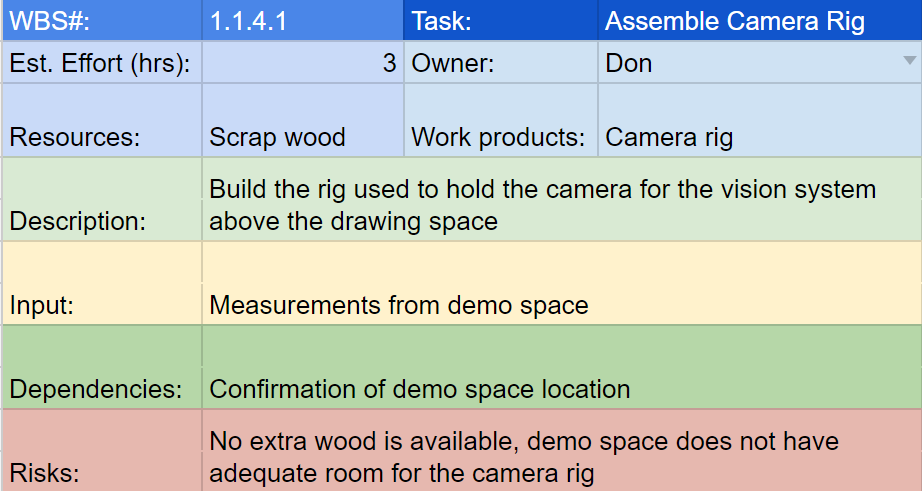 WBS#: 1.1.4.1 Task: Assemble Camera Rig
Est. Effort (hrs): 3 Owner: Don
Resources: Scrap wood Work products: Camera rig
Build the rig used to hold the camera for the vision system
Description: above the drawing space
Input: Measurements from demo space
Dependencies: Confirmation of demo space location
No extra wood is available, demo space does not have
Risks: adequate room for the camera rig